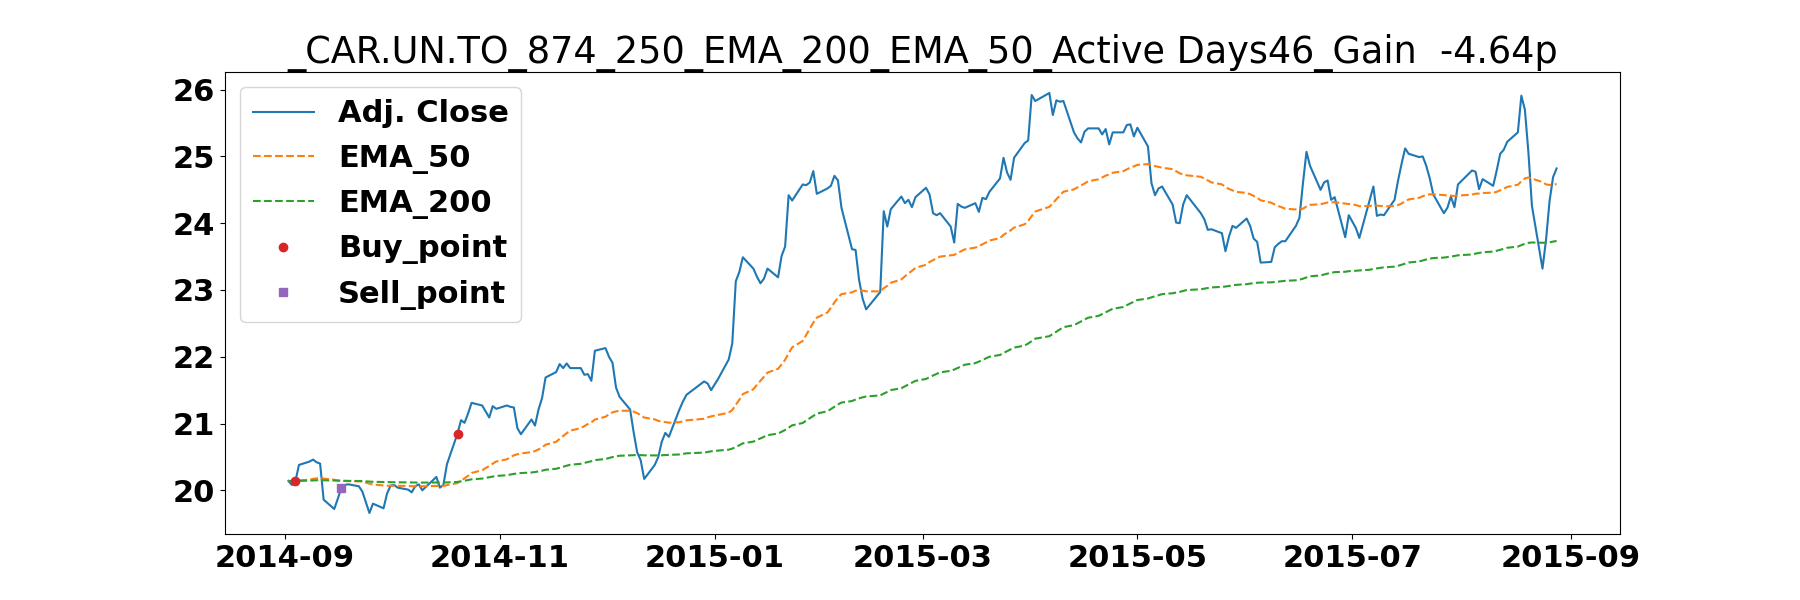 _CAR.UN.TO_874_250_EMA_200_EMA_50_Active Days46_Gain  -4.64p
26
25
24
23
22
21
20
Adj. Close
EMA_50
EMA_200
Buy_point
Sell_point
2014-09 2014-11 2015-01 2015-03 2015-05 2015-07 2015-09